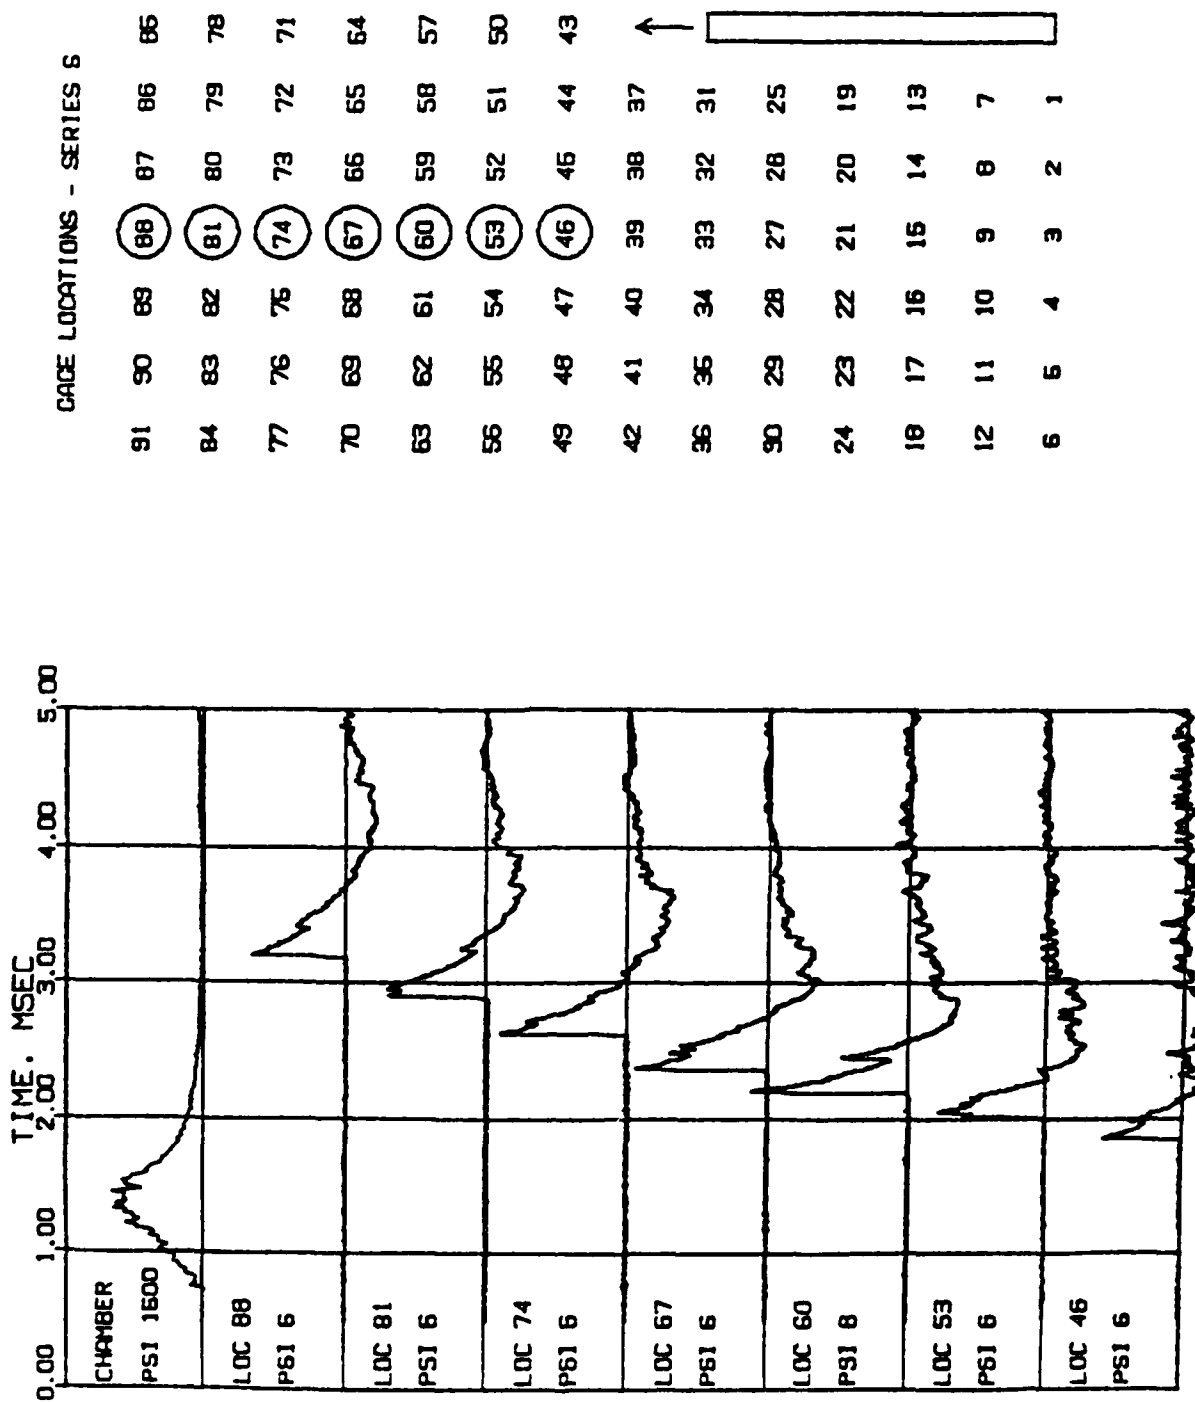 TIME, MSEC
0.00 1.00 2.00 3.00 4.00 5.00
CHAMBER
PSI 1600
LOC 88
PSI 6
LOC 81
PSI 6
LOC 74
PSI 6
LOC 67
PSI 6
LOC 60
PSI 8
LOC 53
PSI 6
LOC 46
PSI 6
GAGE LOCATIONS - SERIES 6
91 90 89 88 87 86 85
84 83 82 81 80 79 78
77 76 75 74 73 72 71
70 69 68 67 66 65 64
63 62 61 60 59 58 57
56 55 54 53 52 51 50
49 48 47 46 45 44 43
42 41 40 39 38 37
36 35 34 33 32 31
30 29 28 27 26 25
24 23 22 21 20 19
18 17 16 15 14 13
12 11 10 9 8 7
6 5 4 3 2 1